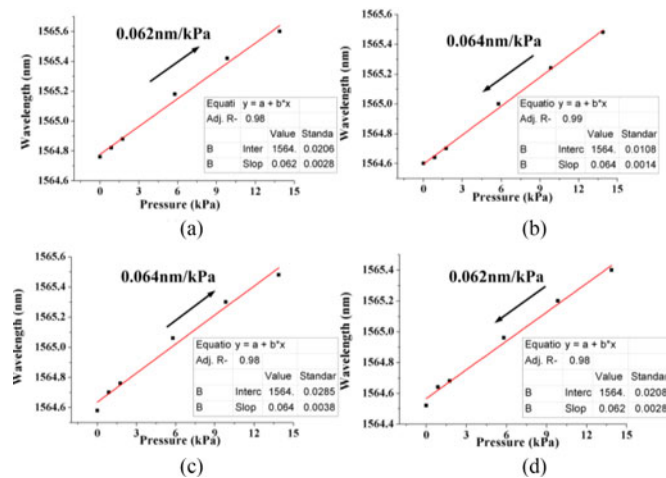 1565.6
1565.4
1565.2
1565.0
1564.8
1564.6
Wavelength (nm)
0.062nm/kPa
Equati y = a + b*x
Adj. R- 0.98
Value Standar
B Inter 1564. 0.0206
B Slop 0.062 0.0028
0 3 6 9 12 15
Pressure (kPa)
(a)
1565.4
1565.2
1565.0
1564.8
1564.6
Wavelength (nm)
0.064nm/kPa
Equatio y = a + b*x
Adj. R- 0.99
Value Standar
B Interc 1564. 0.0108
B Slop 0.064 0.0014
0 3 6 9 12 15
Pressure (kPa)
(b)
1565.6
1565.4
1565.2
1565.0
1564.8
1564.6
Wavelength (nm)
0.064nm/kPa
Equatio y = a + b*x
Adj. R- 0.98
Value Standar
B Interc 1564. 0.0285
B Slop 0.064 0.0038
0 3 6 9 12 15
Pressure (kPa)
(c)
1565.4
1565.2
1565.0
1564.8
1564.6
1564.4
Wavelength (nm)
0.062nm/kPa
Equatio y = a + b*x
Adj. R- 0.98
Value Standar
B Interc 1564. 0.0208
B Slop 0.062 0.0028
0 3 6 9 12 15
Pressure (kPa)
(d)